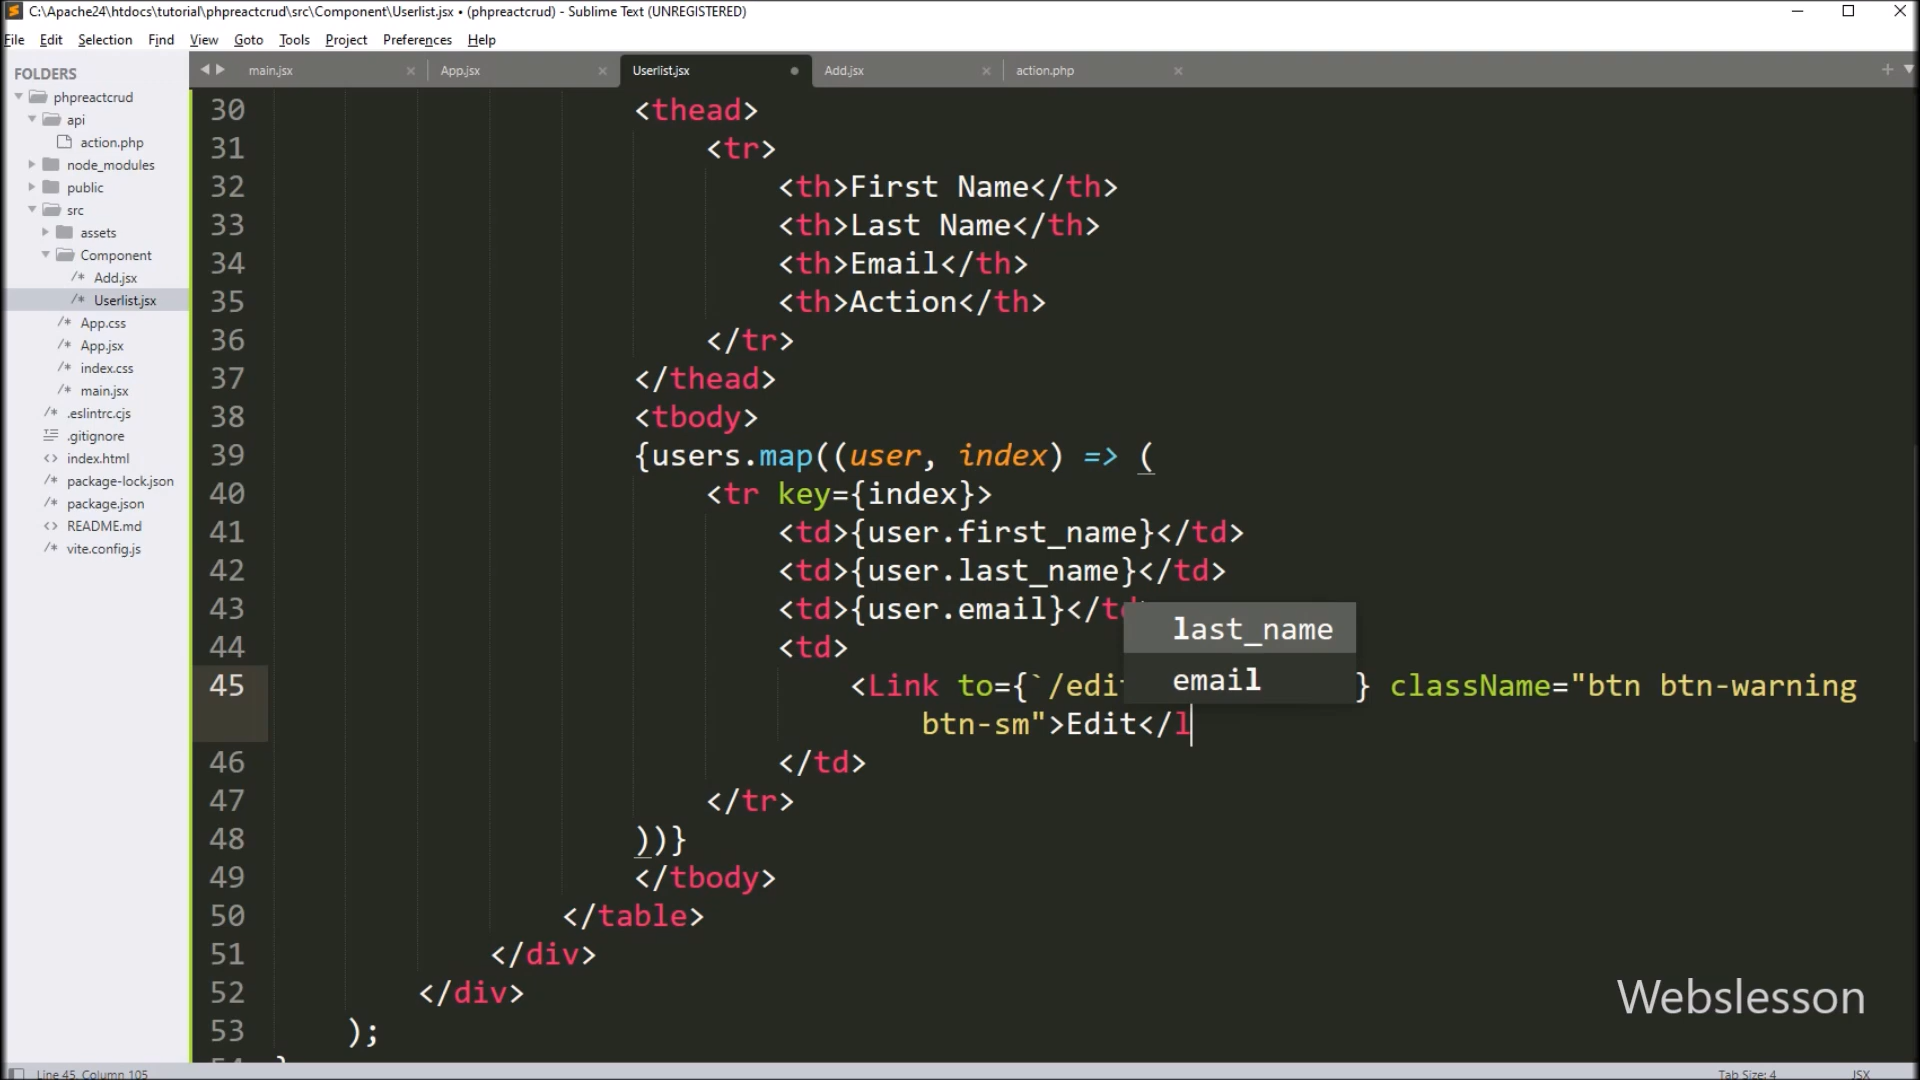 C:\Apache24\htdocs\tutorial\phpreactcrud\src\Component\Userlist.jsx • (phpreactcrud) - Sublime Text (UNREGISTERED)
File Edit Selection Find View Goto Tools Project Preferences Help
FOLDERS
phpreactcrud
api
action.php
node_modules
public
src
assets
Component
/* Add.jsx
/* Userlist.jsx
/* App.css
/* App.jsx
/* index.css
/* main.jsx
/* .eslintrc.cjs
.gitignore
<> index.html
/* package-lock.json
/* package.json
<> README.md
/* vite.config.js
main.jsx App.jsx Userlist.jsx Add.jsx action.php
30 <thead>
31 <tr>
32 <th>First Name</th>
33 <th>Last Name</th>
34 <th>Email</th>
35 <th>Action</th>
36 </tr>
37 </thead>
38 <tbody>
39 {users.map((user, index) => (
40 <tr key={index}>
41 <td>{user.first_name}</td>
42 <td>{user.last_name}</td>
43 <td>{user.email}</td
last_name
44 <td>
email
45 <Link to={`/edit } className="btn btn-warning
btn-sm">Edit</l
46 </td>
47 </tr>
48 ))}
49 </tbody>
50 </table>
51 </div>
52 </div>
53 );
Webslesson
Line 45, Column 105
Tab Size: 4 JSX